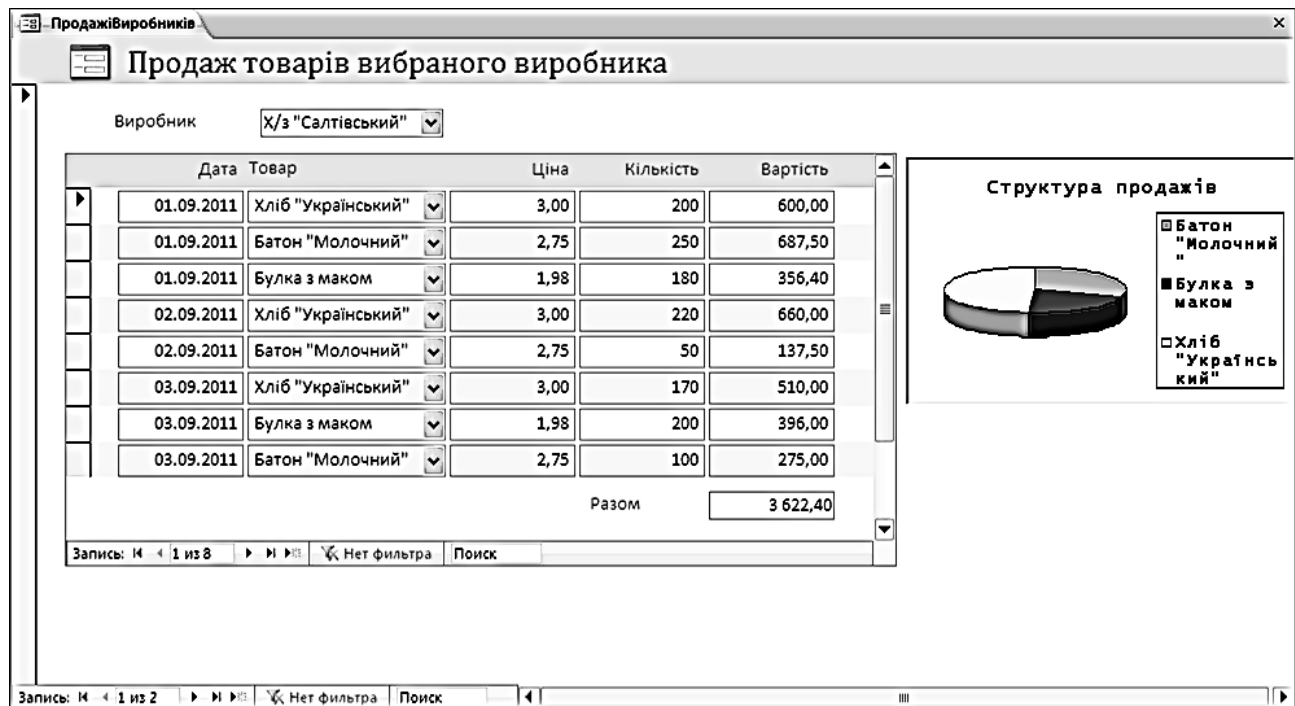 ПродажіВиробників
Продаж товарів вибраного виробника
Виробник Х/з "Салтівський"
Дата Товар Ціна Кількість Вартість
01.09.2011 Хліб "Український" 3,00 200 600,00
01.09.2011 Батон "Молочний" 2,75 250 687,50
01.09.2011 Булка з маком 1,98 180 356,40
02.09.2011 Хліб "Український" 3,00 220 660,00
02.09.2011 Батон "Молочний" 2,75 50 137,50
03.09.2011 Хліб "Український" 3,00 170 510,00
03.09.2011 Булка з маком 1,98 200 396,00
03.09.2011 Батон "Молочний" 2,75 100 275,00
Разом 3 622,40
Запись: 1 из 8 Нет фильтра Поиск
Структура продажів
Батон
"Молочний
"
Булка з
маком
Хліб
"Українсь
кий"
Запись: 1 из 2 Нет фильтра Поиск